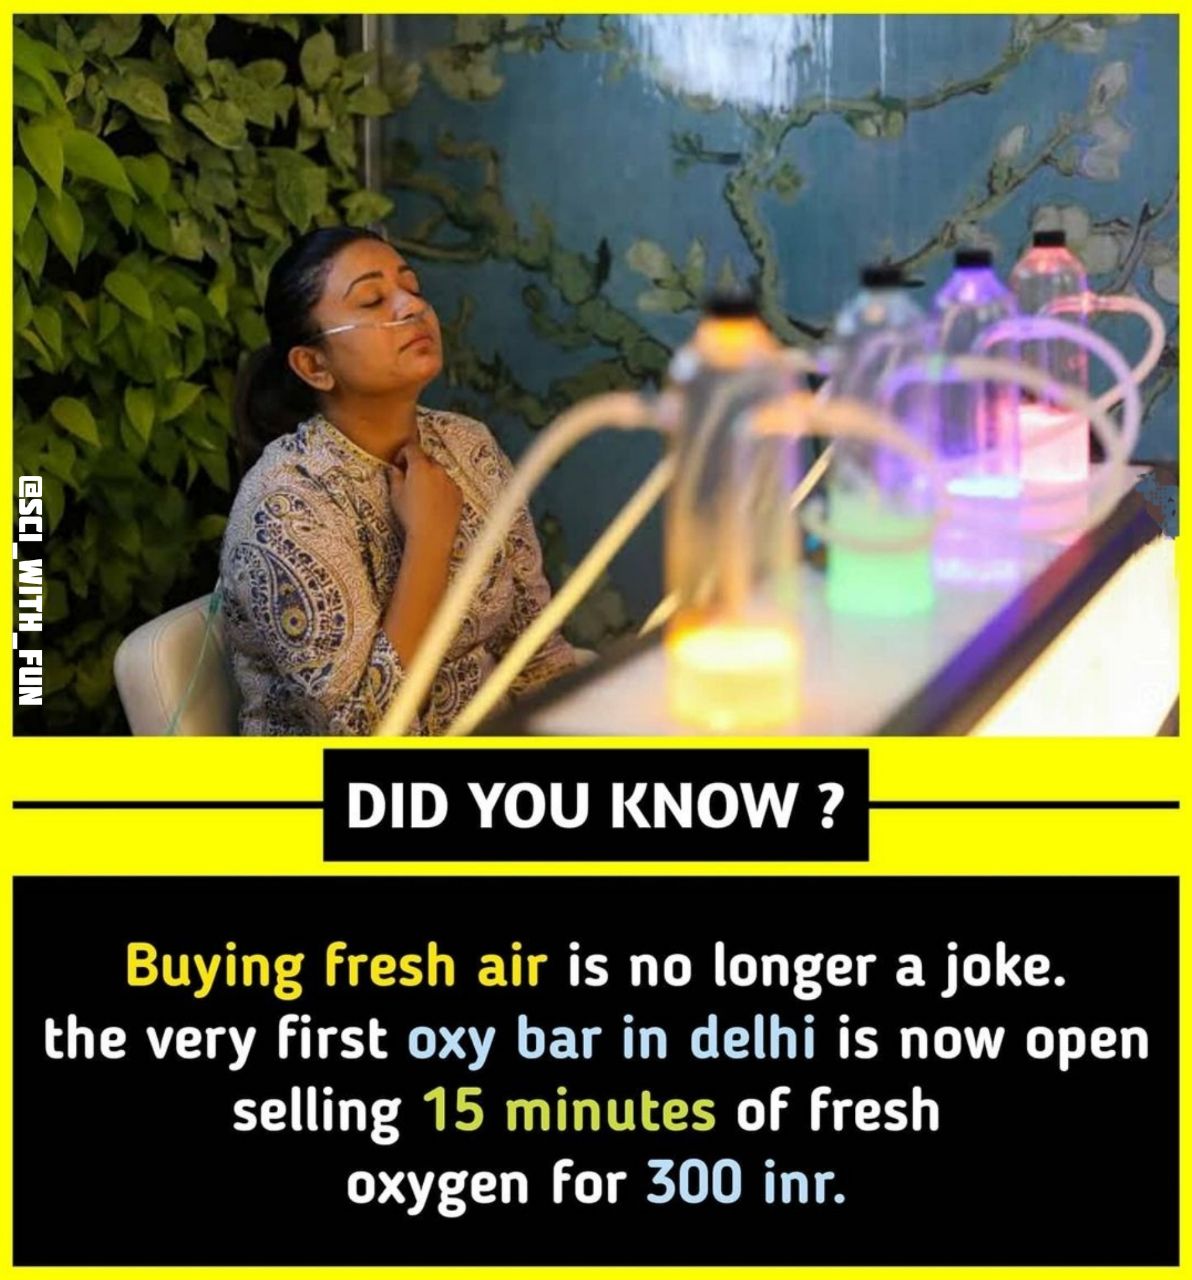 @SCI_WITH_FUN
DID YOU KNOW ?
Buying fresh air is no longer a joke.
the very first oxy bar in delhi is now open
selling 15 minutes of fresh
oxygen for 300 inr.